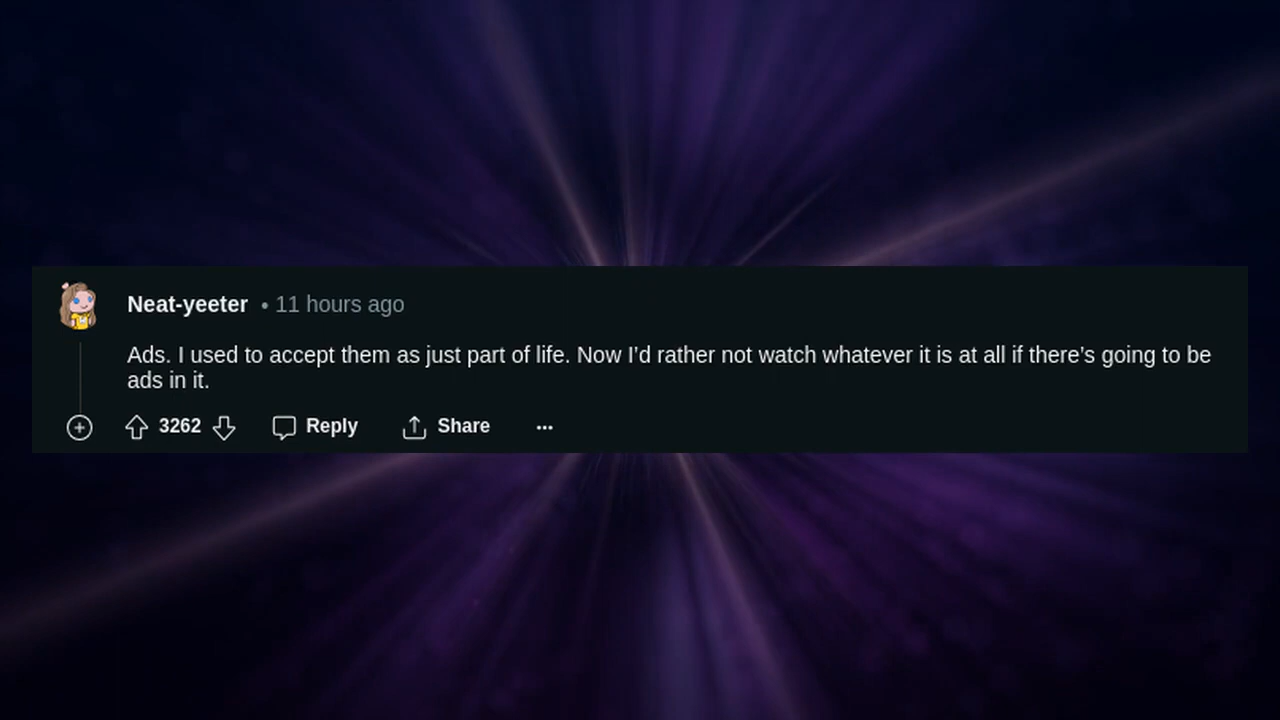 Neat-yeeter • 11 hours ago
Ads. I used to accept them as just part of life. Now I’d rather not watch whatever it is at all if there’s going to be
ads in it.
3262 Reply Share ...